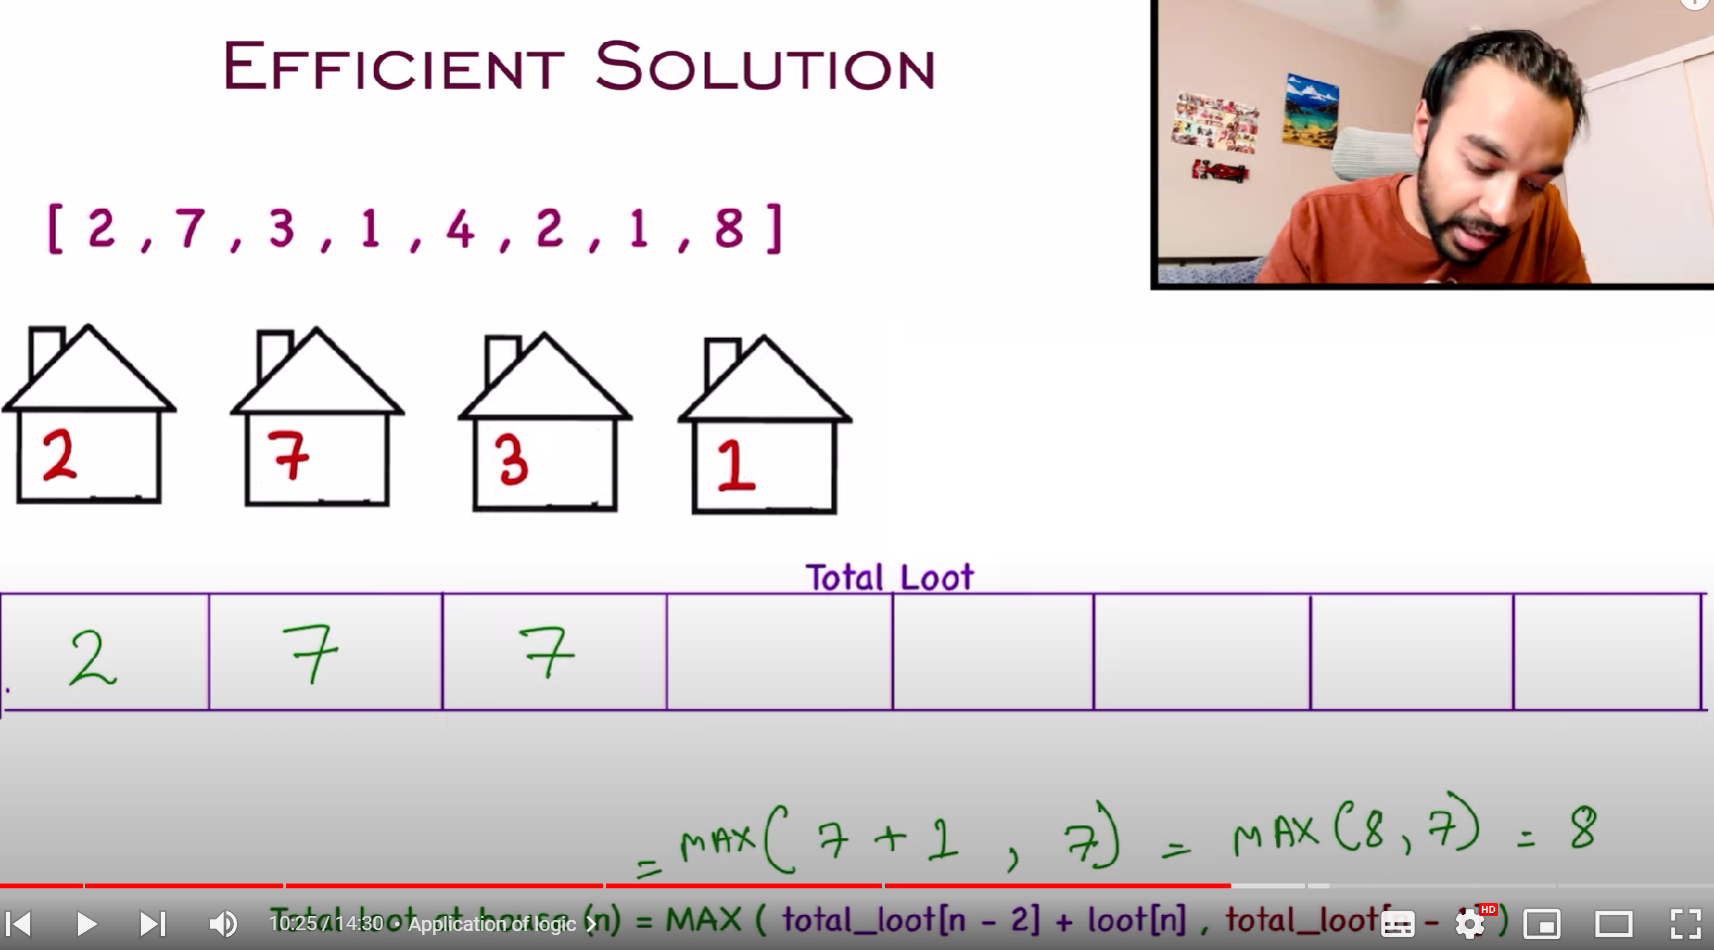 EFFICIENT SOLUTION
[ 2 , 7 , 3 , 1 , 4 , 2 , 1 , 8 ]
2 7 3 1
Total Loot
2 7 7
= MAX( 7 + 1 , 7) = MAX(8, 7) = 8
Total loot at house (n) = MAX ( total_loot[n - 2] + loot[n] , total_loot[n - 1] )
10:25 / 14:30 • Application of logic >
HD